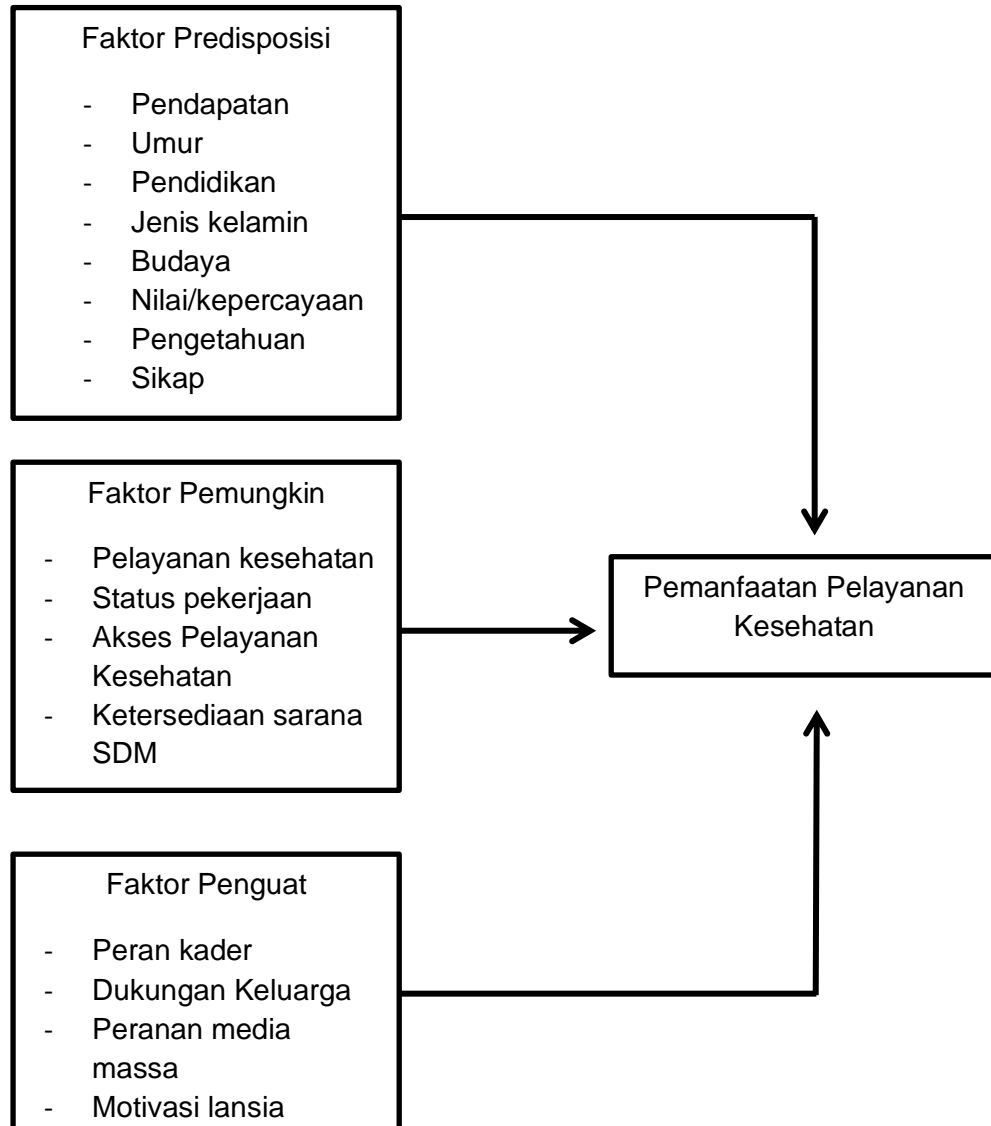 Faktor Predisposisi
- Pendapatan
- Umur
- Pendidikan
- Jenis kelamin
- Budaya
- Nilai/kepercayaan
- Pengetahuan
- Sikap
Faktor Pemungkin
- Pelayanan kesehatan
- Status pekerjaan
- Akses Pelayanan
Kesehatan
- Ketersediaan sarana
SDM
Pemanfaatan Pelayanan
Kesehatan
Faktor Penguat
- Peran kader
- Dukungan Keluarga
- Peranan media
massa
- Motivasi lansia